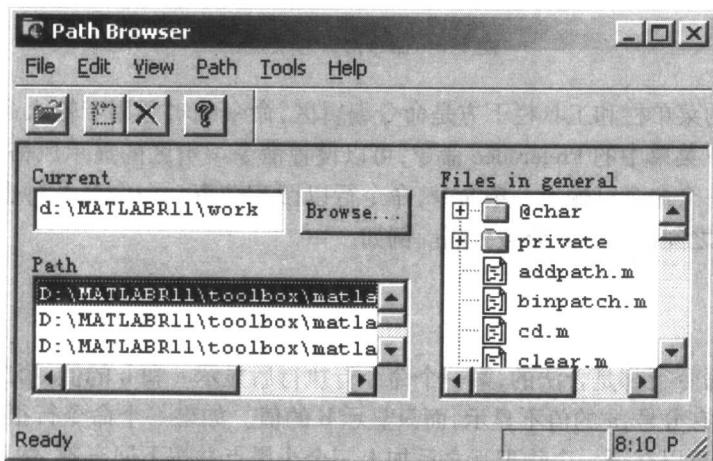 Path Browser
File Edit View Path Tools Help
Current
d:\MATLABR11\work
Browse...
Path
D:\MATLABR11\toolbox\matla
D:\MATLABR11\toolbox\matla
D:\MATLABR11\toolbox\matla
Files in general
@char
private
addpath.m
binpatch.m
cd.m
clear.m
Ready
8:10 P